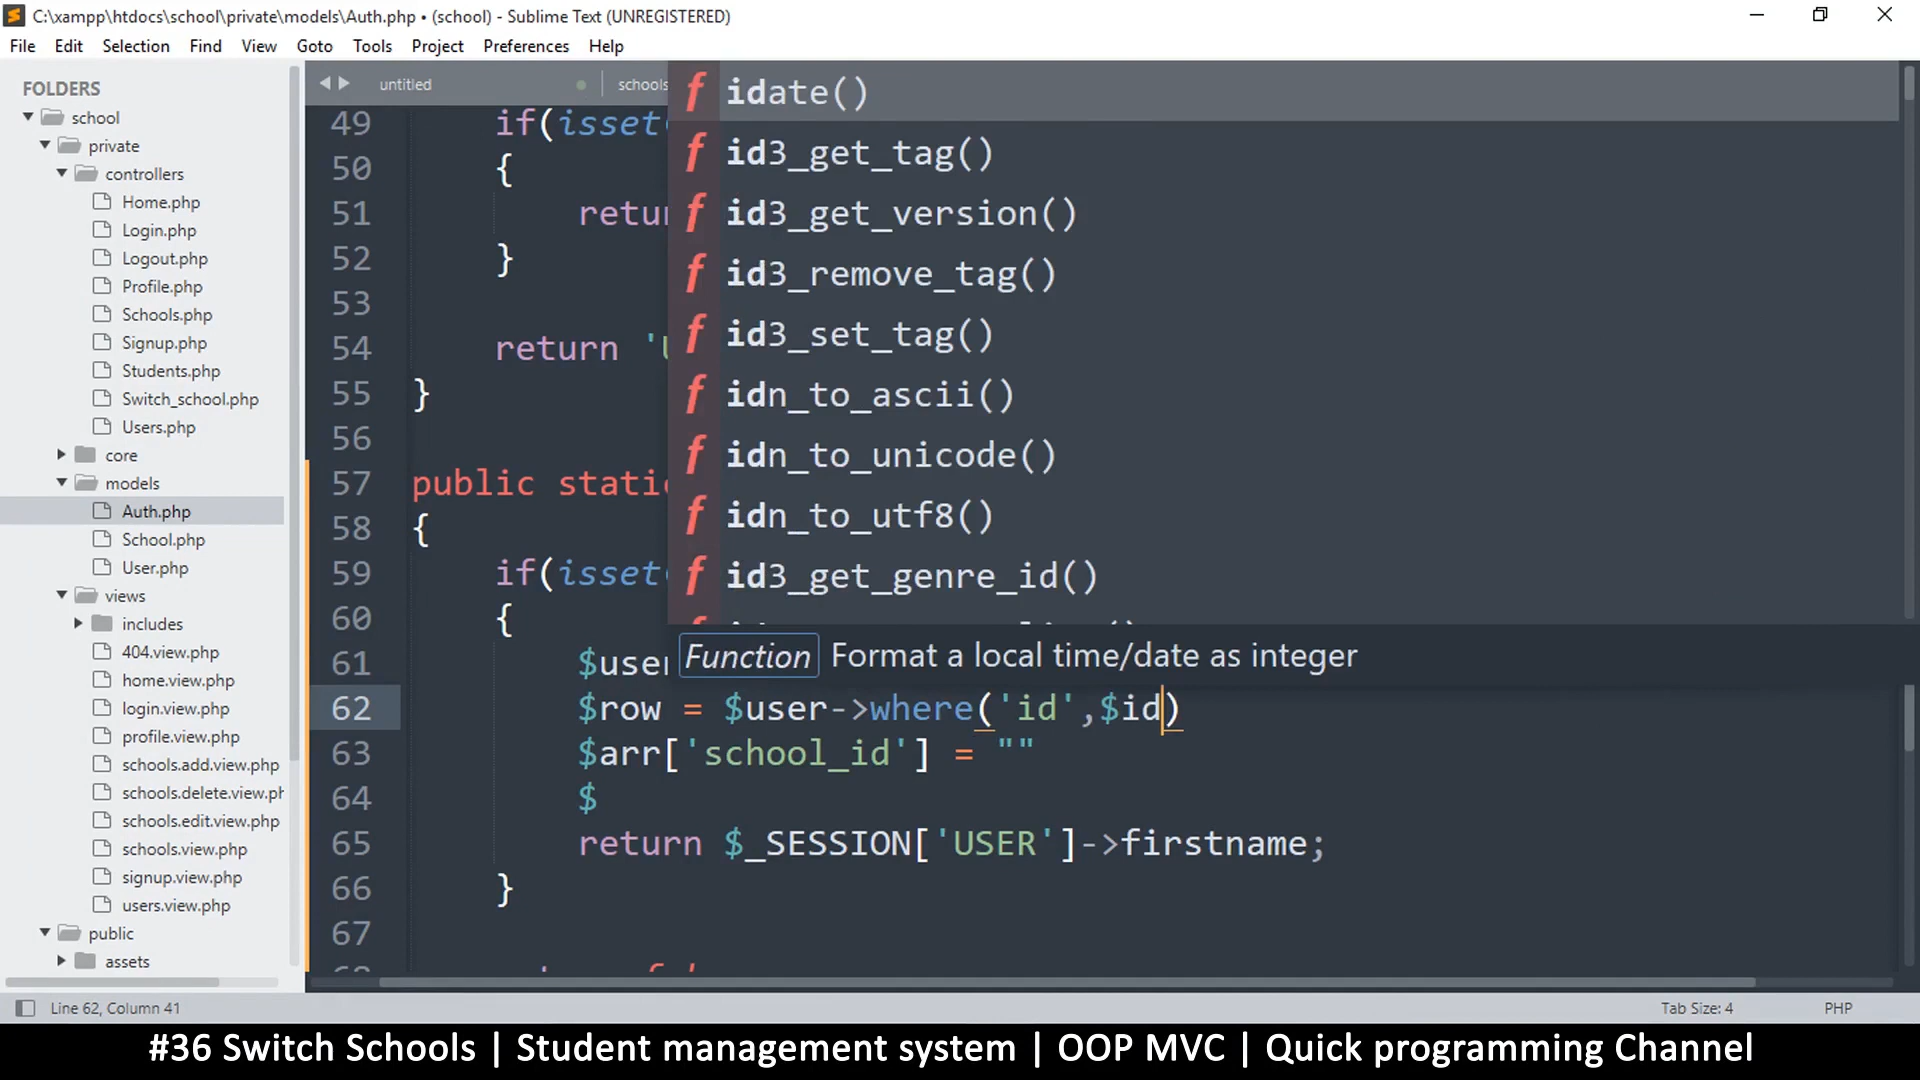 C:\xampp\htdocs\school\private\models\Auth.php • (school) - Sublime Text (UNREGISTERED)
File Edit Selection Find View Goto Tools Project Preferences Help
FOLDERS
school
private
controllers
Home.php
Login.php
Logout.php
Profile.php
Schools.php
Signup.php
Students.php
Switch_school.php
Users.php
core
models
Auth.php
School.php
User.php
views
includes
404.view.php
home.view.php
login.view.php
profile.view.php
schools.add.view.php
schools.delete.view.ph
schools.edit.view.php
schools.view.php
signup.view.php
users.view.php
public
assets
untitled
schools
49 if(isset(
50 {
51 retur
52 }
53
54 return 'U
55 }
56
57 public static
58 {
59 if(isset(
60 {
61 $user
62 $row = $user->where('id',$id)
63 $arr['school_id'] = ""
64 $
65 return $_SESSION['USER']->firstname;
66 }
67
f idate()
f id3_get_tag()
f id3_get_version()
f id3_remove_tag()
f id3_set_tag()
f idn_to_ascii()
f idn_to_unicode()
f idn_to_utf8()
f id3_get_genre_id()
Function Format a local time/date as integer
Line 62, Column 41
Tab Size: 4
PHP
#36 Switch Schools | Student management system | OOP MVC | Quick programming Channel